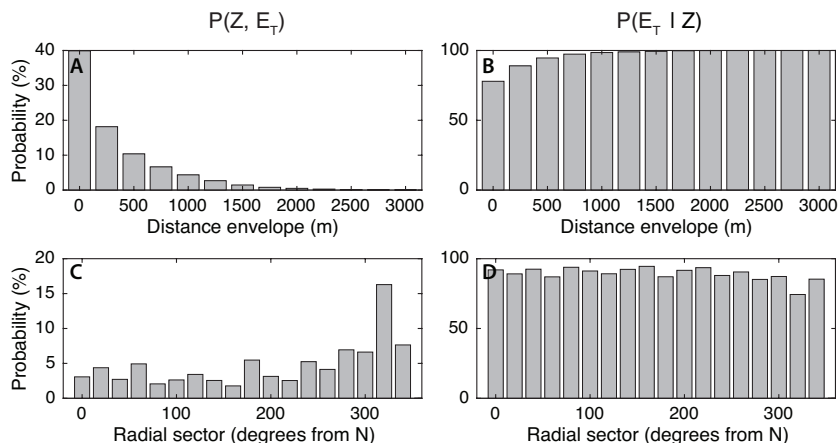 P(Z, E_T)
P(E_T | Z)
A
Probability (%)
40
30
20
10
0
0 500 1000 1500 2000 2500 3000
Distance envelope (m)
B
100
50
0
0 500 1000 1500 2000 2500 3000
Distance envelope (m)
C
Probability (%)
20
15
10
5
0
0 100 200 300
Radial sector (degrees from N)
D
100
50
0
0 100 200 300
Radial sector (degrees from N)